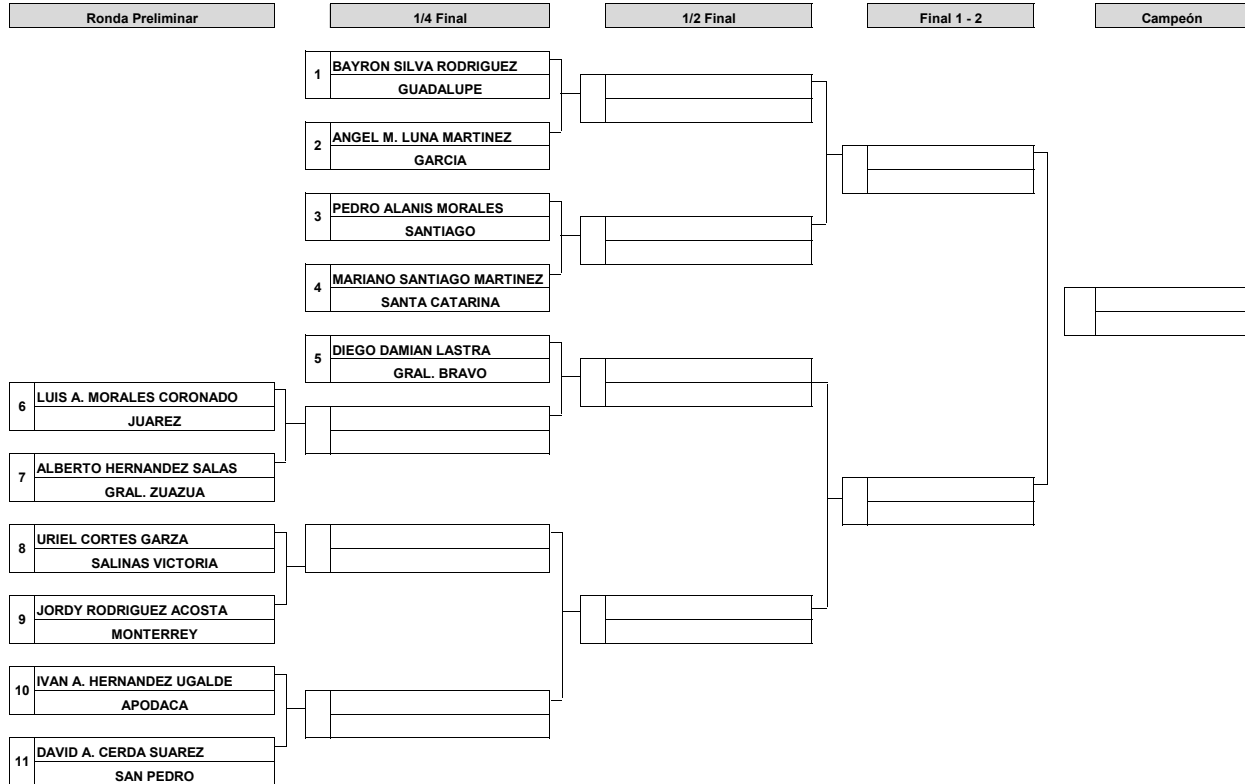 Ronda Preliminar
1/4 Final
1/2 Final
Final 1 - 2
Campeón
1
BAYRON SILVA RODRIGUEZ
GUADALUPE
2
ANGEL M. LUNA MARTINEZ
GARCIA
3
PEDRO ALANIS MORALES
SANTIAGO
4
MARIANO SANTIAGO MARTINEZ
SANTA CATARINA
5
DIEGO DAMIAN LASTRA
GRAL. BRAVO
6
LUIS A. MORALES CORONADO
JUAREZ
7
ALBERTO HERNANDEZ SALAS
GRAL. ZUAZUA
8
URIEL CORTES GARZA
SALINAS VICTORIA
9
JORDY RODRIGUEZ ACOSTA
MONTERREY
10
IVAN A. HERNANDEZ UGALDE
APODACA
11
DAVID A. CERDA SUAREZ
SAN PEDRO